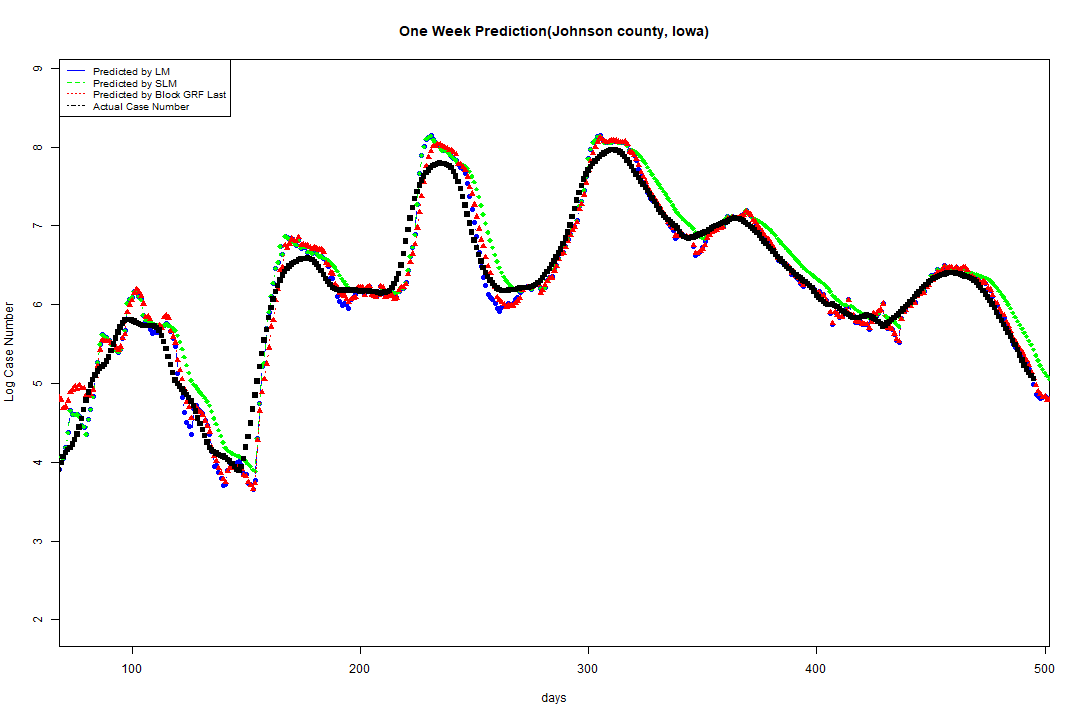 One Week Prediction(Johnson county, Iowa)
Predicted by LM
Predicted by SLM
Predicted by Block GRF Last
Actual Case Number
9
8
7
6
5
4
3
2
Log Case Number
100 200 300 400 500
days